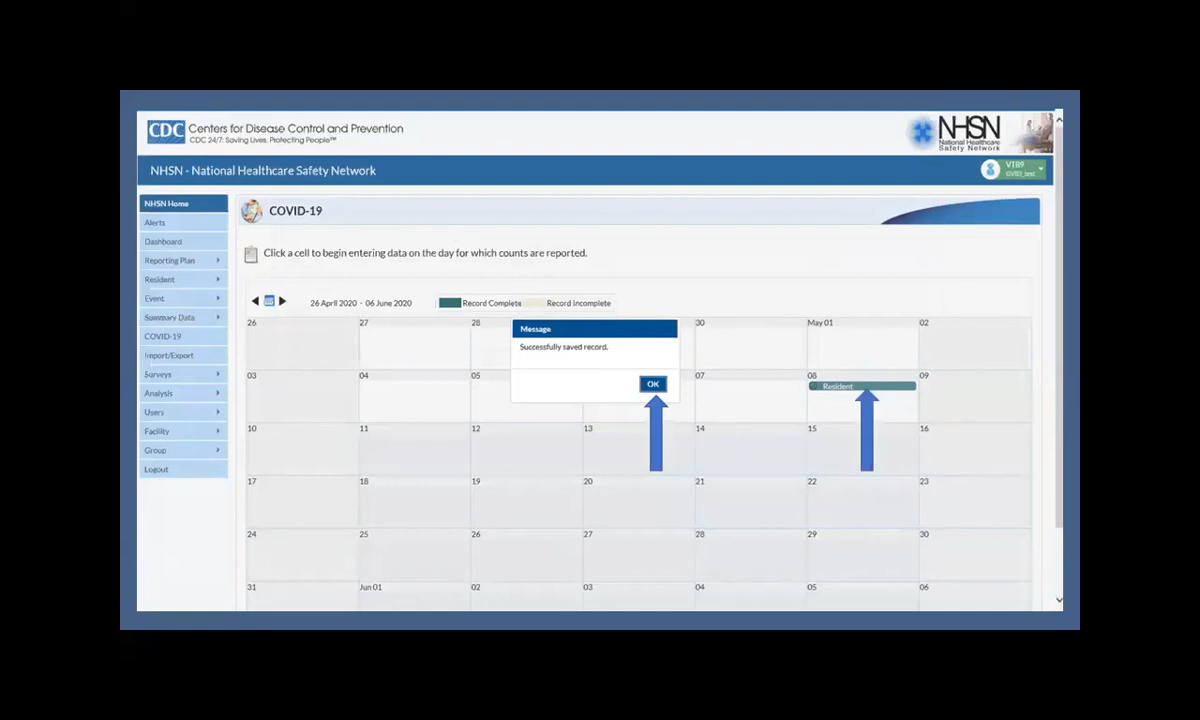 CDC Centers for Disease Control and Prevention
CDC 24/7: Saving Lives, Protecting People™
NHSN
National Healthcare
Safety Network
NHSN - National Healthcare Safety Network
VTB9
NHSN Home
Alerts
Dashboard
Reporting Plan
Resident
Event
Summary Data
COVID-19
Import/Export
Surveys
Analysis
Users
Facility
Group
Logout
COVID-19
Click a cell to begin entering data on the day for which counts are reported.
26 April 2020 - 06 June 2020 Record Complete Record Incomplete
26 27 28 30 May 01 02
Message
Successfully saved record.
OK
03 04 05 07 08 09
Resident
10 11 12 13 14 15 16
17 18 19 20 21 22 23
24 25 26 27 28 29 30
31 Jun 01 02 03 04 05 06